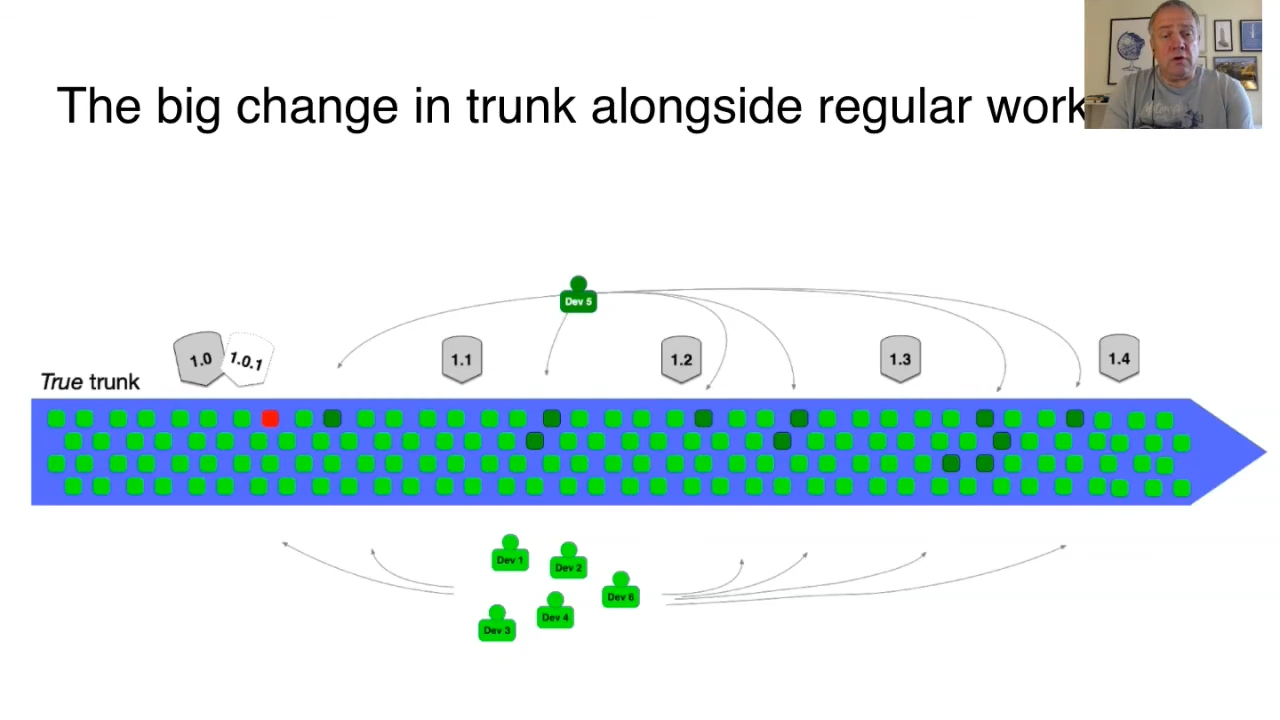 The big change in trunk alongside regular work
Dev 5
1.0
1.0.1
1.1
1.2
1.3
1.4
True trunk
Dev 1
Dev 2
Dev 6
Dev 4
Dev 3